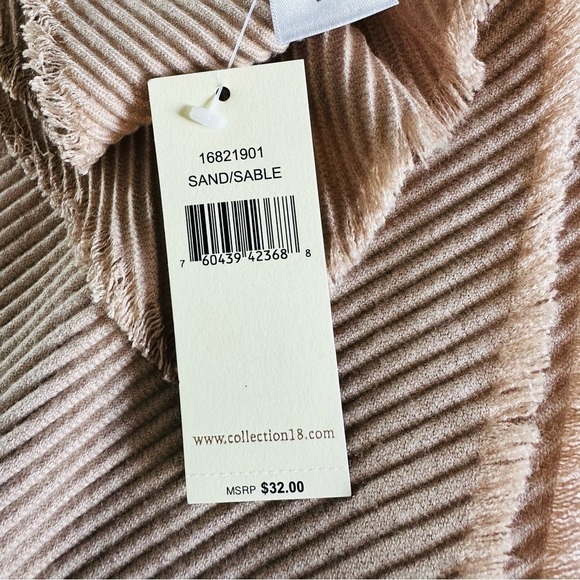 16821901
SAND/SABLE
7 60439 42368 8
www.collection18.com
MSRP $32.00